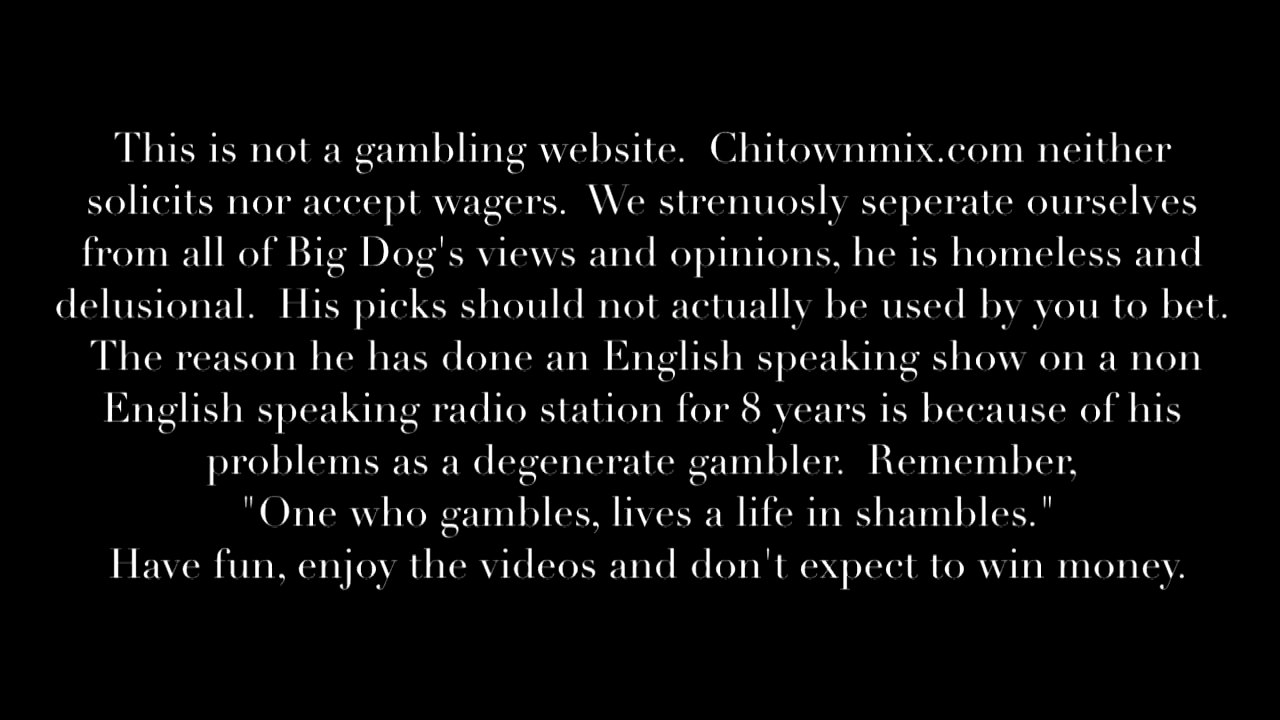 This is not a gambling website.  Chitownmix.com neither
solicits nor accept wagers.  We strenuosly seperate ourselves
from all of Big Dog's views and opinions, he is homeless and
delusional.  His picks should not actually be used by you to bet.
The reason he has done an English speaking show on a non
English speaking radio station for 8 years is because of his
problems as a degenerate gambler.  Remember,
"One who gambles, lives a life in shambles."
Have fun, enjoy the videos and don't expect to win money.